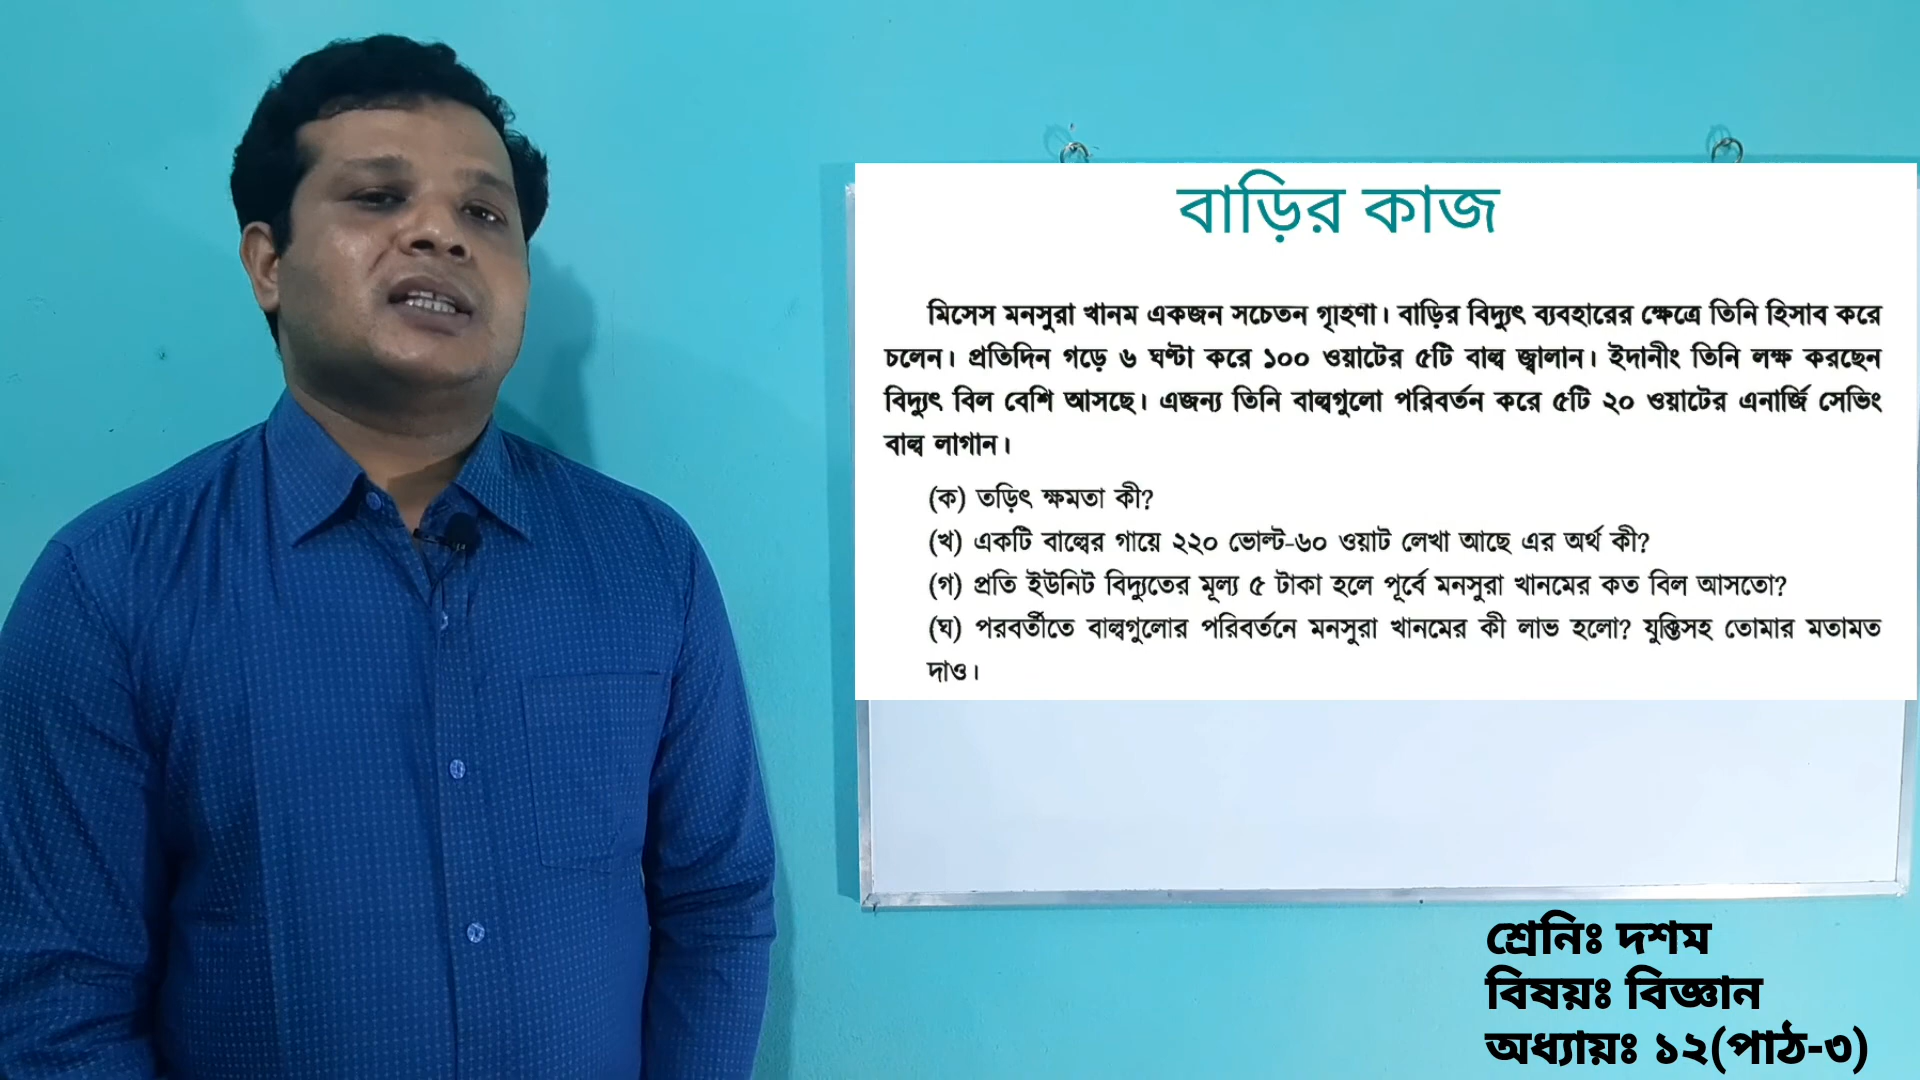 বাড়ির কাজ
মিসেস মনসুরা খানম একজন সচেতন গৃহিণী। বাড়ির বিদ্যুৎ ব্যবহারের ক্ষেত্রে তিনি হিসাব করে
চলেন। প্রতিদিন গড়ে ৬ ঘণ্টা করে ১০০ ওয়াটের ৫টি বাল্ব জ্বালান। ইদানীং তিনি লক্ষ করছেন
বিদ্যুৎ বিল বেশি আসছে। এজন্য তিনি বাল্বগুলো পরিবর্তন করে ৫টি ২০ ওয়াটের এনার্জি সেভিং
বাল্ব লাগান।
(ক) তড়িৎ ক্ষমতা কী?
(খ) একটি বাল্বের গায়ে ২২০ ভোল্ট-৬০ ওয়াট লেখা আছে এর অর্থ কী?
(গ) প্রতি ইউনিট বিদ্যুতের মূল্য ৫ টাকা হলে পূর্বে মনসুরা খানমের কত বিল আসতো?
(ঘ) পরবর্তীতে বাল্বগুলোর পরিবর্তনে মনসুরা খানমের কী লাভ হলো? যুক্তিসহ তোমার মতামত
দাও।
শ্রেনিঃ দশম
বিষয়ঃ বিজ্ঞান
অধ্যায়ঃ ১২(পাঠ-৩)